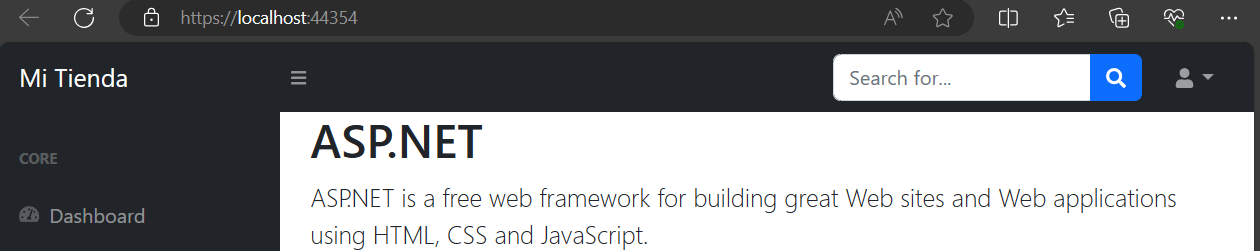 https://localhost:44354
Mi Tienda
Search for...
ASP.NET
CORE
ASP.NET is a free web framework for building great Web sites and Web applications
Dashboard
using HTML, CSS and JavaScript.